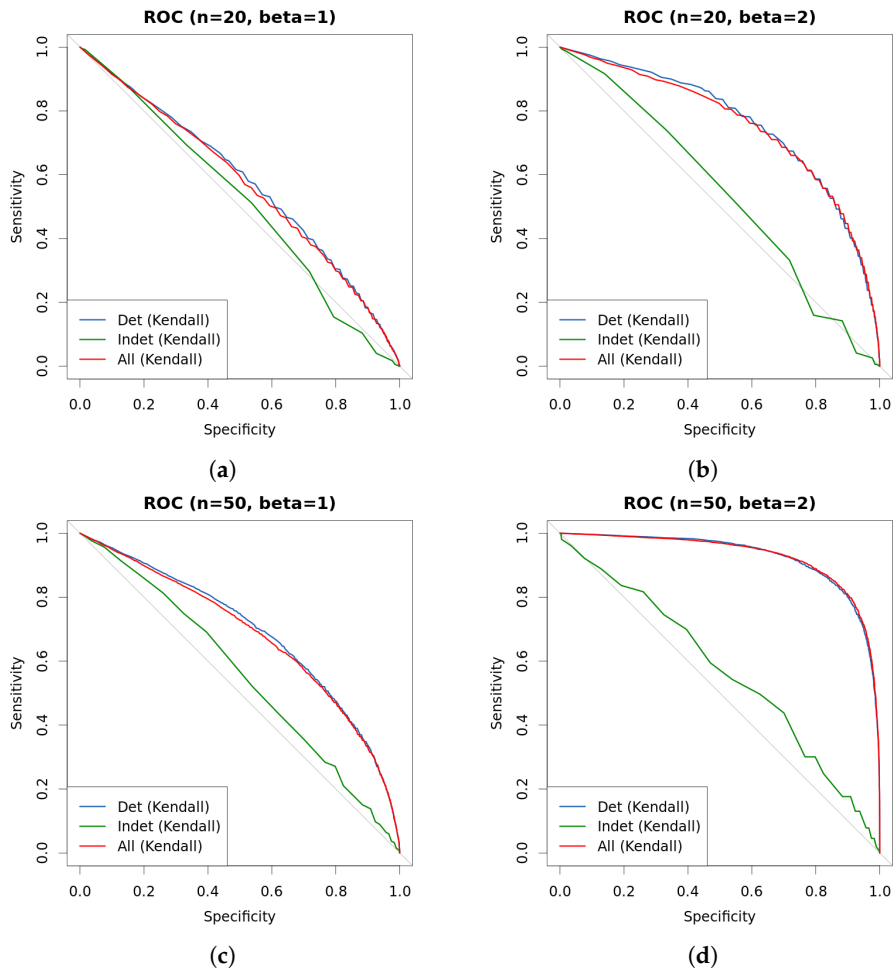 ROC (n=20, beta=1)
Sensitivity
0.0 0.2 0.4 0.6 0.8 1.0
Det (Kendall)
Indet (Kendall)
All (Kendall)
0.0 0.2 0.4 0.6 0.8 1.0
Specificity
(a)
ROC (n=20, beta=2)
Sensitivity
0.0 0.2 0.4 0.6 0.8 1.0
Det (Kendall)
Indet (Kendall)
All (Kendall)
0.0 0.2 0.4 0.6 0.8 1.0
Specificity
(b)
ROC (n=50, beta=1)
Sensitivity
0.0 0.2 0.4 0.6 0.8 1.0
Det (Kendall)
Indet (Kendall)
All (Kendall)
0.0 0.2 0.4 0.6 0.8 1.0
Specificity
(c)
ROC (n=50, beta=2)
Sensitivity
0.0 0.2 0.4 0.6 0.8 1.0
Det (Kendall)
Indet (Kendall)
All (Kendall)
0.0 0.2 0.4 0.6 0.8 1.0
Specificity
(d)